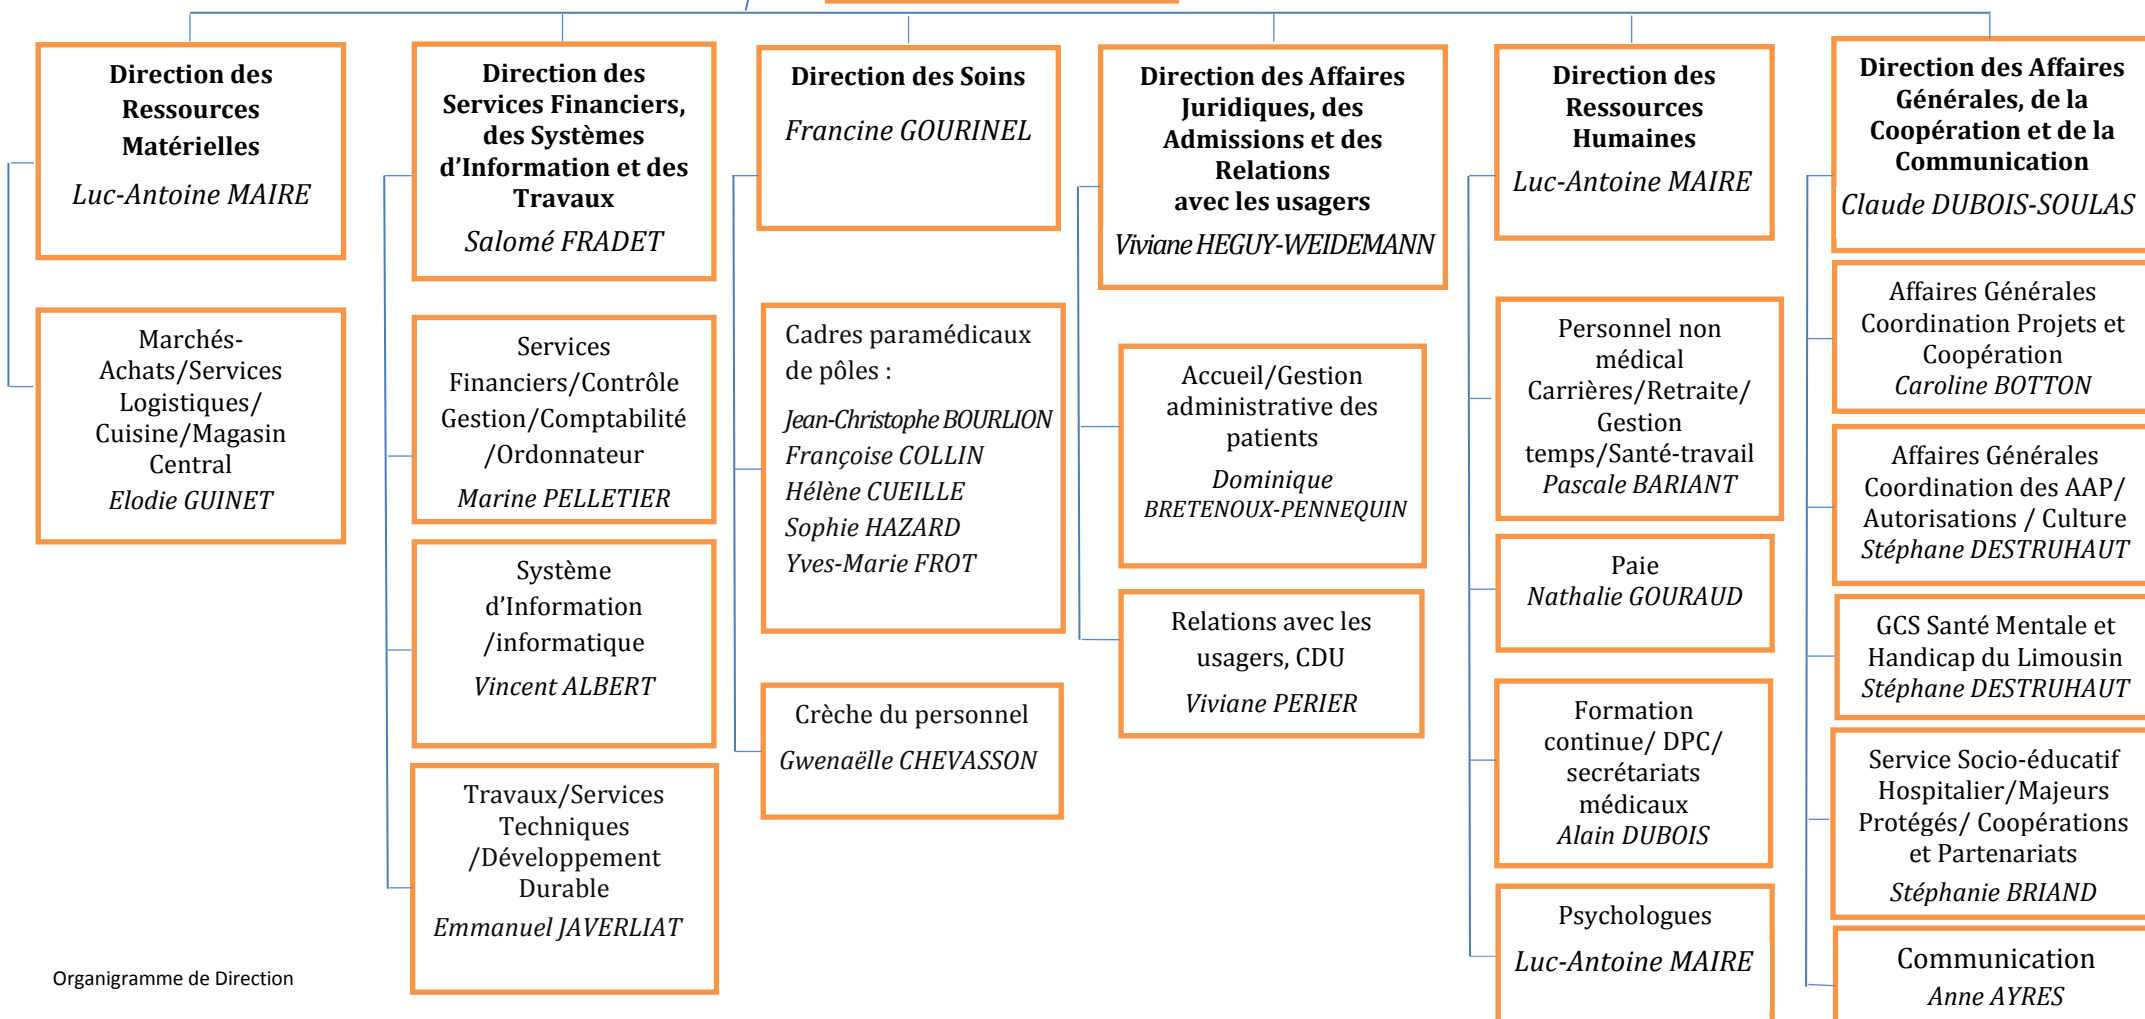 Direction des
Ressources
Matérielles
Luc-Antoine MAIRE
Marchés-
Achats/Services
Logistiques/
Cuisine/Magasin
Central
Elodie GUINET
Direction des
Services Financiers,
des Systèmes
d’Information et des
Travaux
Salomé FRADET
Services
Financiers/Contrôle
Gestion/Comptabilité
/Ordonnateur
Marine PELLETIER
Système
d’Information
/informatique
Vincent ALBERT
Travaux/Services
Techniques
/Développement
Durable
Emmanuel JAVERLIAT
Direction des Soins
Francine GOURINEL
Cadres paramédicaux
de pôles :
Jean-Christophe BOURLION
Françoise COLLIN
Hélène CUEILLE
Sophie HAZARD
Yves-Marie FROT
Crèche du personnel
Gwenaëlle CHEVASSON
Direction des Affaires
Juridiques, des
Admissions et des
Relations
avec les usagers
Viviane HEGUY-WEIDEMANN
Accueil/Gestion
administrative des
patients
Dominique
BRETENOUX-PENNEQUIN
Relations avec les
usagers, CDU
Viviane PERIER
Direction des
Ressources
Humaines
Luc-Antoine MAIRE
Personnel non
médical
Carrières/Retraite/
Gestion
temps/Santé-travail
Pascale BARIANT
Paie
Nathalie GOURAUD
Formation
continue/ DPC/
secrétariats
médicaux
Alain DUBOIS
Psychologues
Luc-Antoine MAIRE
Direction des Affaires
Générales, de la
Coopération et de la
Communication
Claude DUBOIS-SOULAS
Affaires Générales
Coordination Projets et
Coopération
Caroline BOTTON
Affaires Générales
Coordination des AAP/
Autorisations / Culture
Stéphane DESTRUHAUT
GCS Santé Mentale et
Handicap du Limousin
Stéphane DESTRUHAUT
Service Socio-éducatif
Hospitalier/Majeurs
Protégés/ Coopérations
et Partenariats
Stéphanie BRIAND
Communication
Anne AYRES
Organigramme de Direction